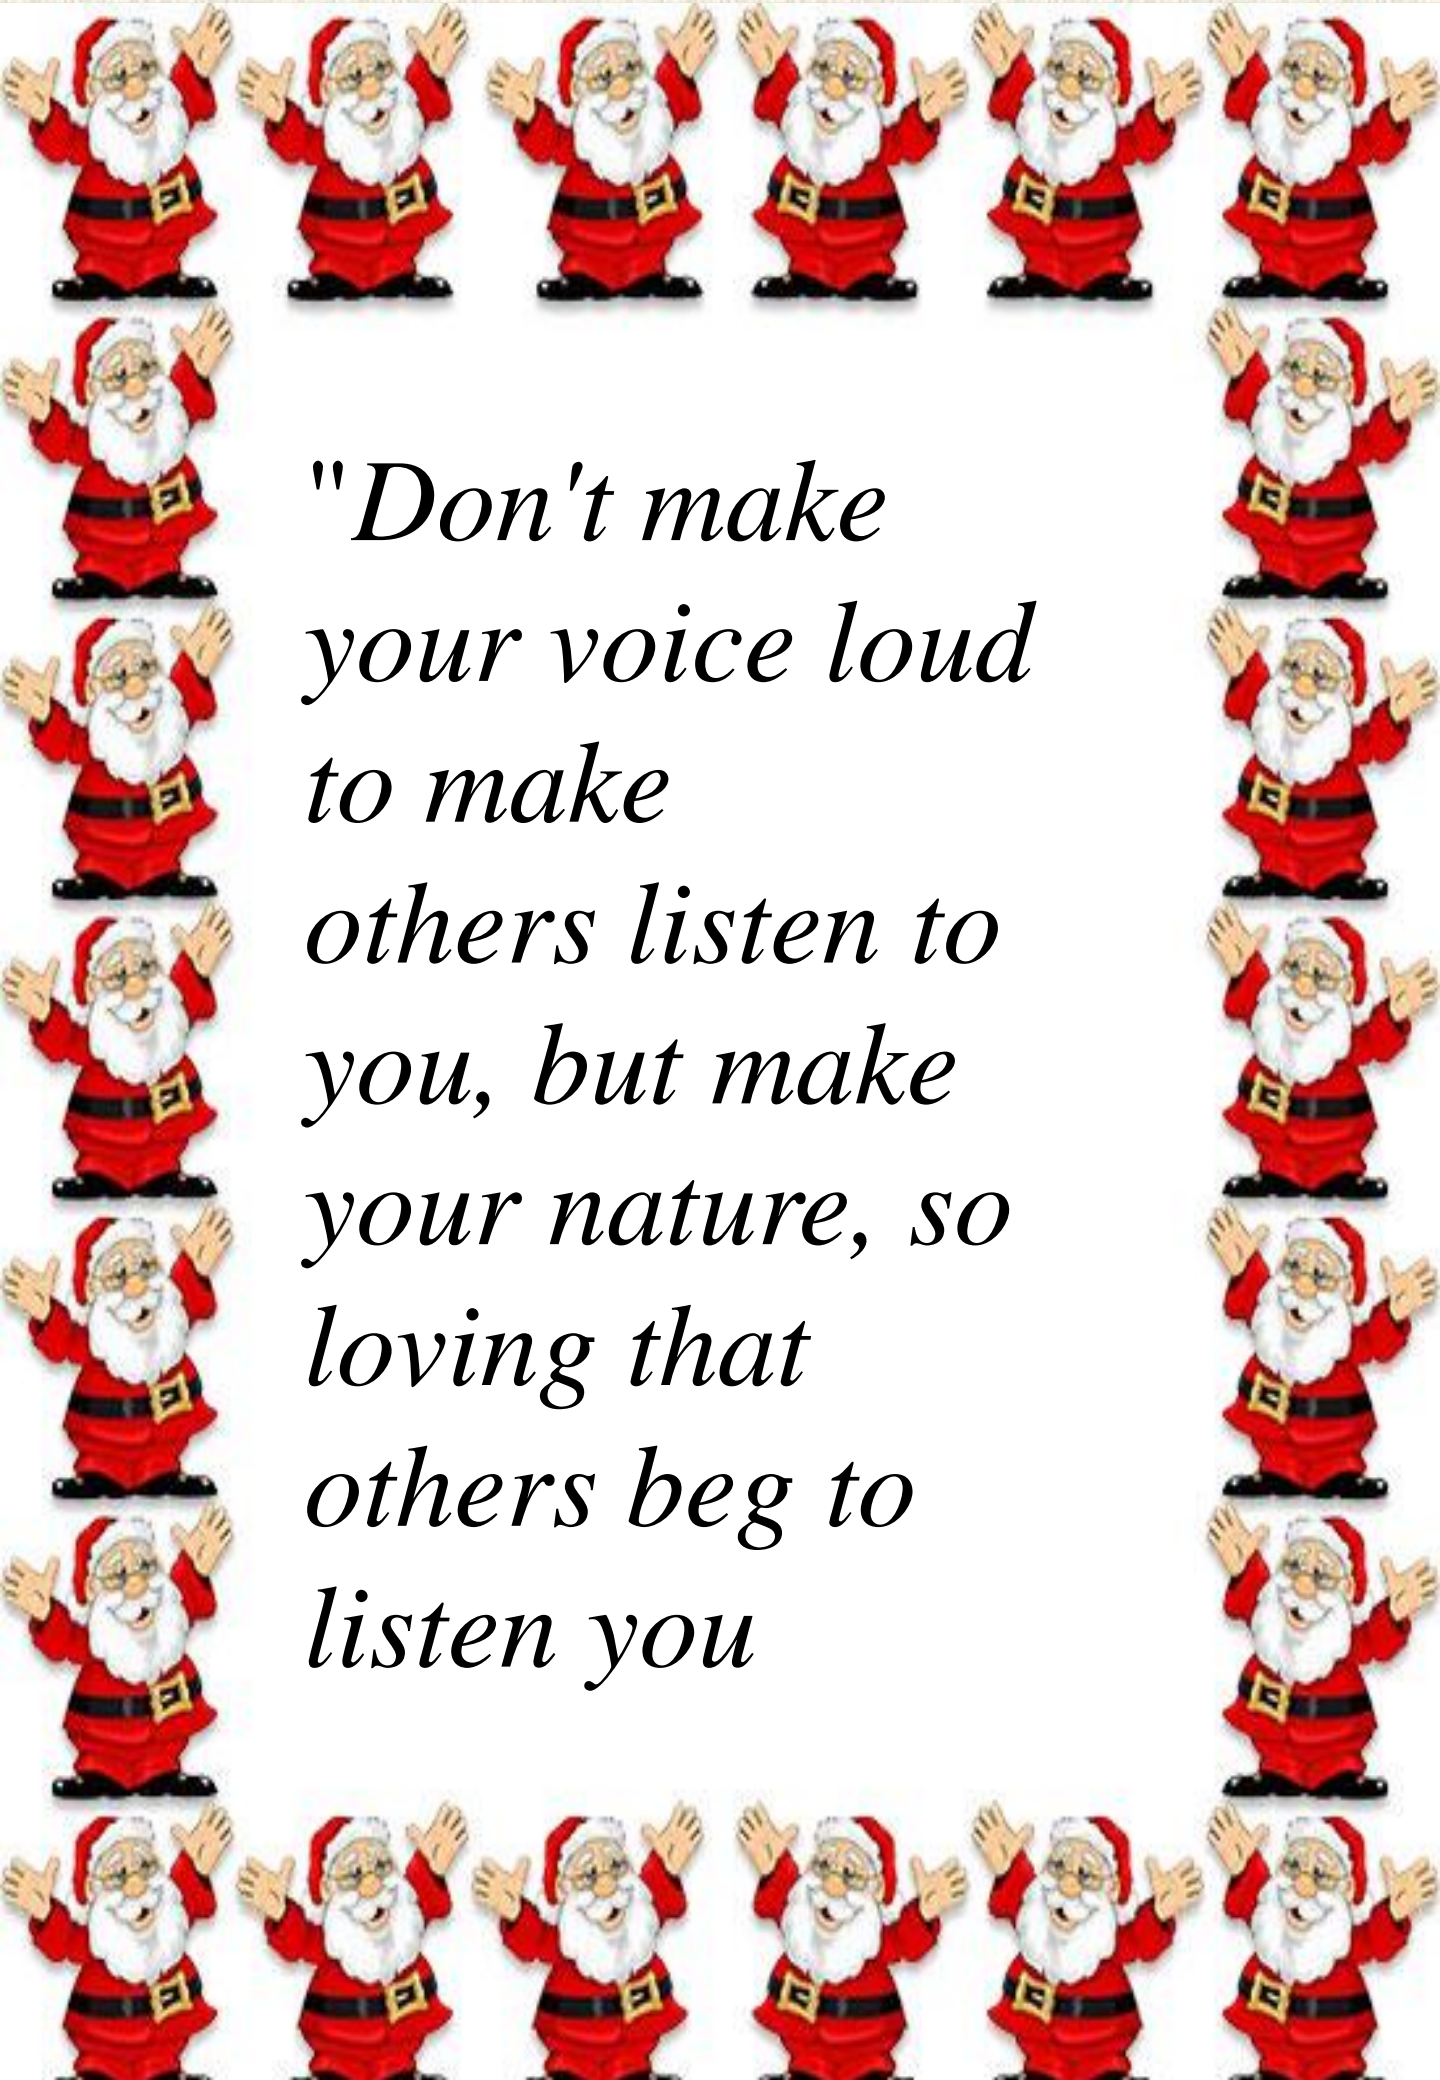 "Don't make
your voice loud
to make
others listen to
you, but make
your nature, so
loving that
others beg to
listen you